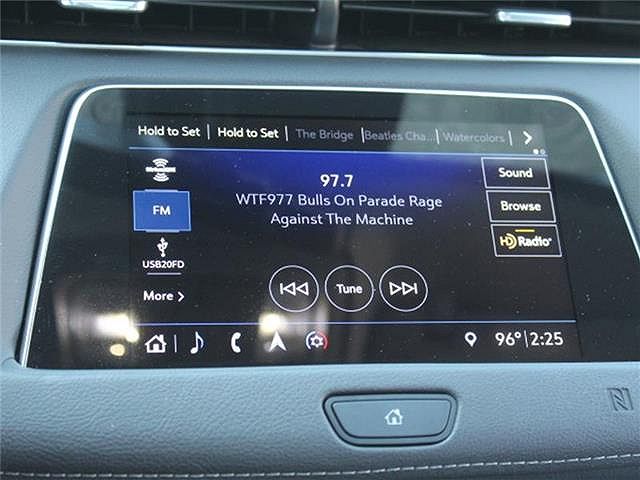 Hold to Set | Hold to Set | The Bridge | Beatles Cha... | Watercolors | >
97.7
WTF977 Bulls On Parade Rage
Against The Machine
FM
USB20FD
More >
Sound
Browse
HD Radio
Tune
96° | 2:25